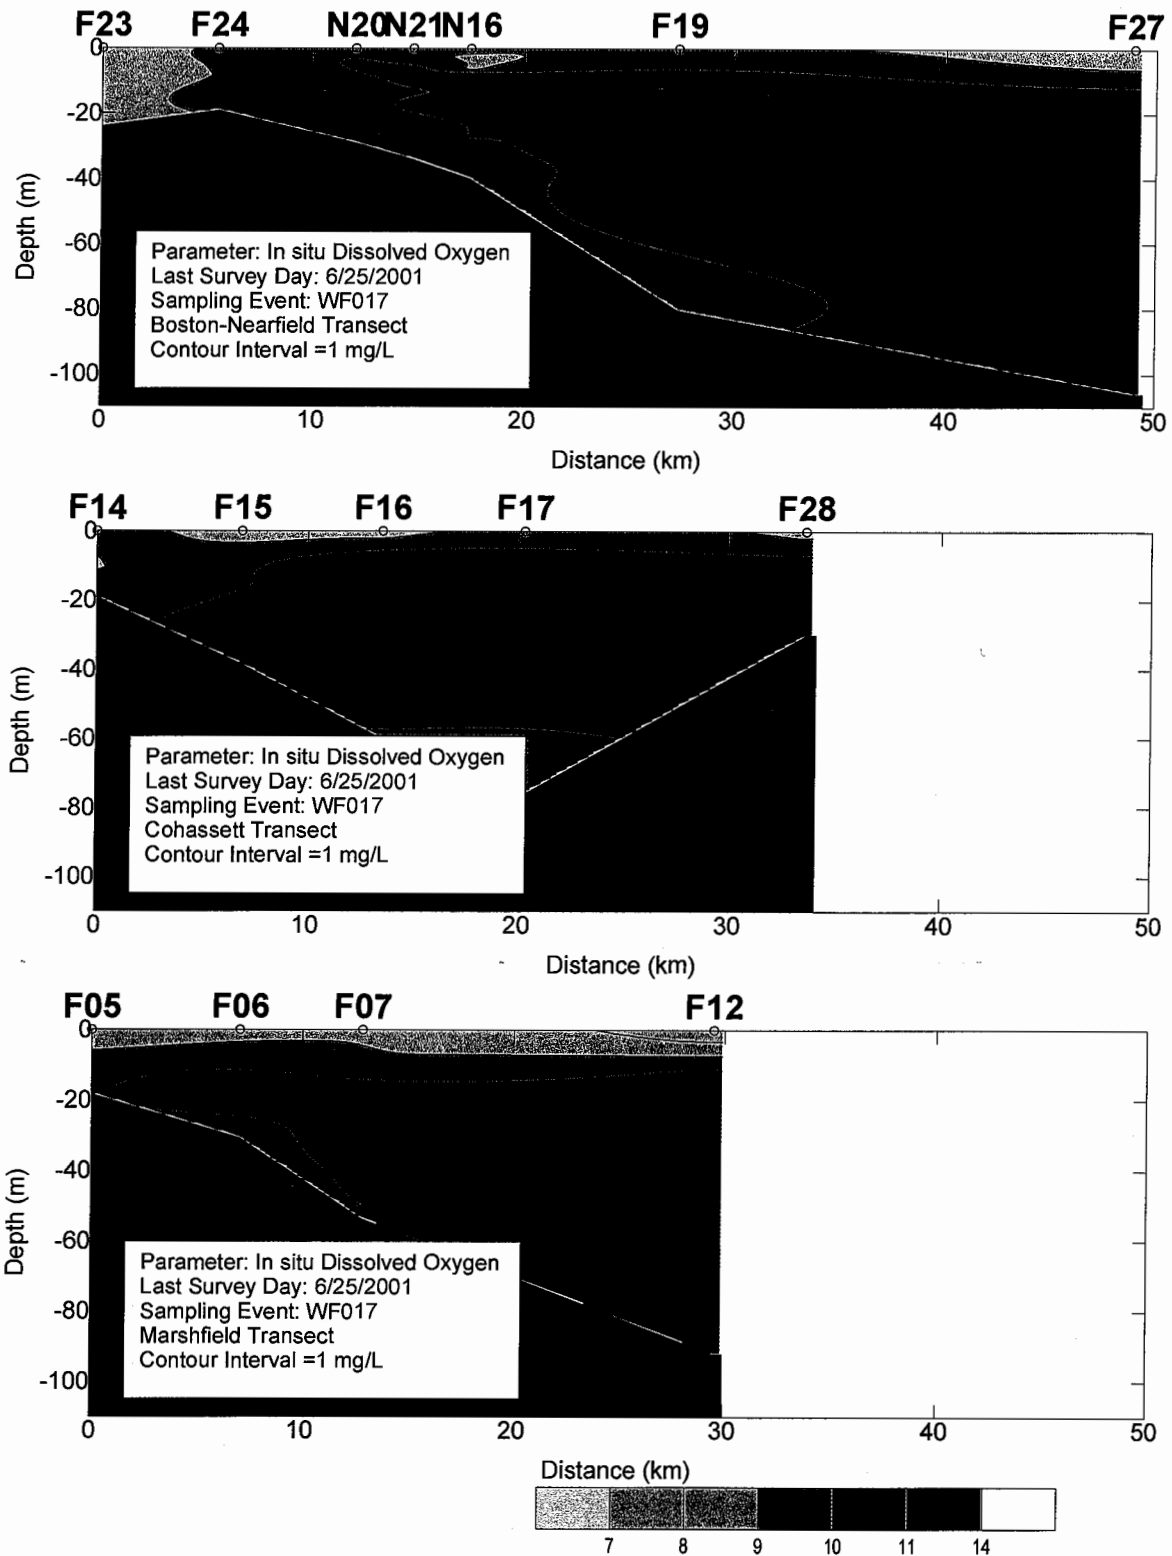 F23 F24 N20 N21 N16 F19 F27
0
-20
-40
-60
-80
-100
Depth (m)
Parameter: In situ Dissolved Oxygen
Last Survey Day: 6/25/2001
Sampling Event: WF017
Boston-Nearfield Transect
Contour Interval =1 mg/L
0 10 20 30 40 50
Distance (km)
F14 F15 F16 F17 F28
0
-20
-40
-60
-80
-100
Depth (m)
Parameter: In situ Dissolved Oxygen
Last Survey Day: 6/25/2001
Sampling Event: WF017
Cohassett Transect
Contour Interval =1 mg/L
0 10 20 30 40 50
Distance (km)
F05 F06 F07 F12
0
-20
-40
-60
-80
-100
Depth (m)
Parameter: In situ Dissolved Oxygen
Last Survey Day: 6/25/2001
Sampling Event: WF017
Marshfield Transect
Contour Interval =1 mg/L
0 10 20 30 40 50
Distance (km)
7 8 9 10 11 14